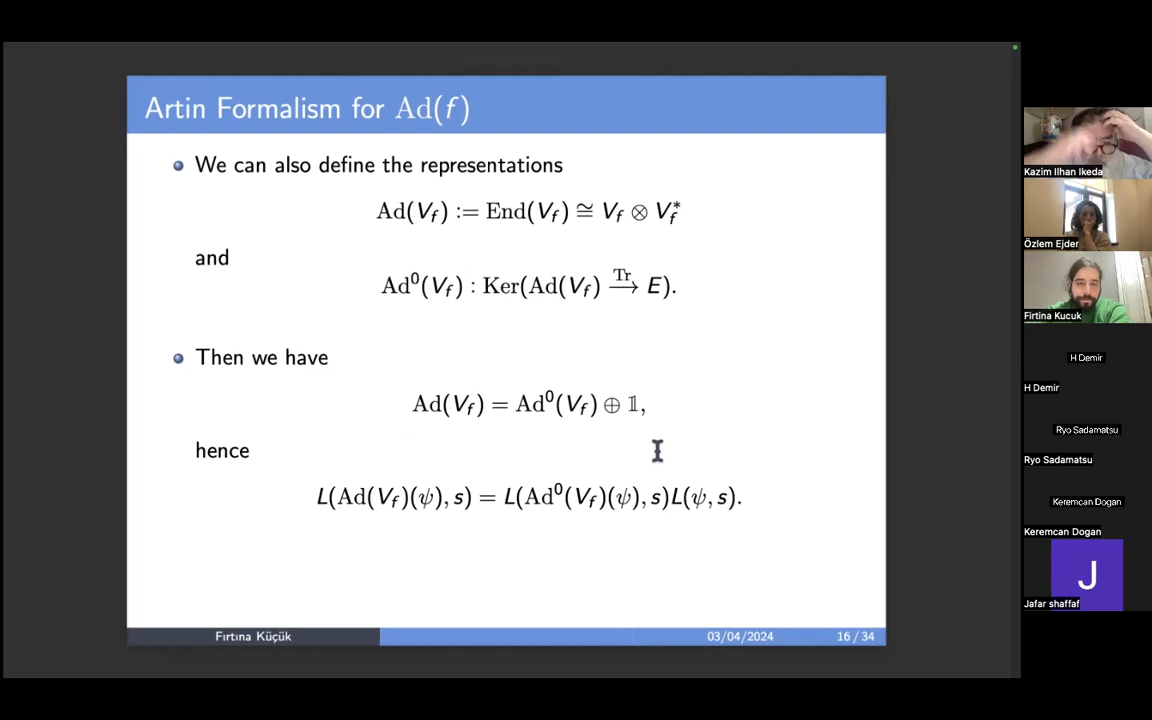 Artin Formalism for Ad(f)
We can also define the representations
Ad(V_f) := End(V_f) ≅ V_f ⊗ V_f^*
and
Ad^0(V_f) : Ker(Ad(V_f) \xrightarrow{Tr} E).
Then we have
Ad(V_f) = Ad^0(V_f) ⊕ 𝟙,
hence
L(Ad(V_f)(ψ), s) = L(Ad^0(V_f)(ψ), s)L(ψ, s).
Fırtına Küçük
03/04/2024
16 / 34
Kazim Ilhan Ikeda
Özlem Ejder
Firtina Kucuk
H Demir
H Demir
Ryo Sadamatsu
Ryo Sadamatsu
Keremcan Dogan
Keremcan Dogan
J
Jafar shaffaf